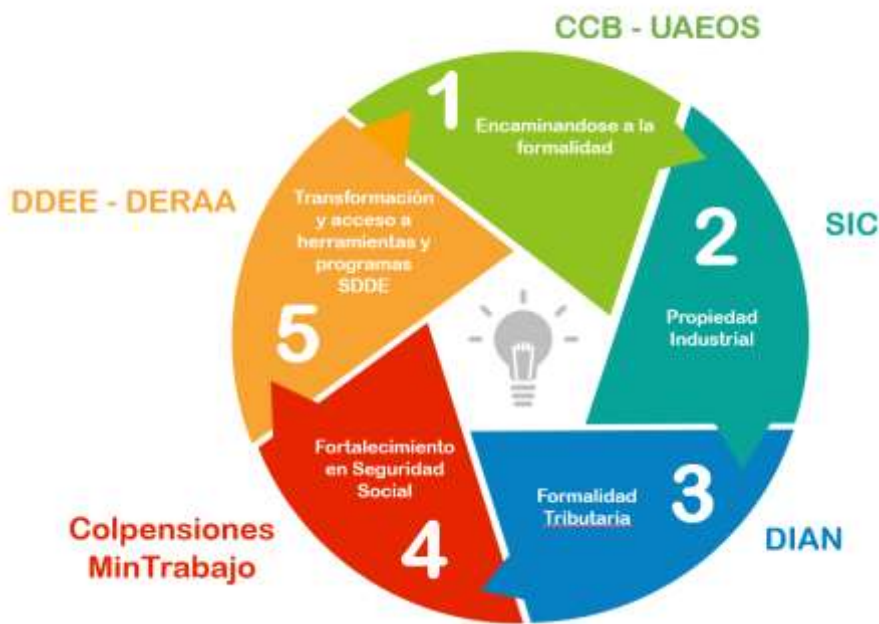 CCB - UAEOS
1
Encaminandose a la
formalidad
SIC
2
Propiedad
Industrial
DIAN
3
Formalidad
Tributaria
Colpensiones
MinTrabajo
4
Fortalecimiento
en Seguridad
Social
DDEE - DERAA
5
Transformación
y acceso a
herramientas y
programas
SDDE